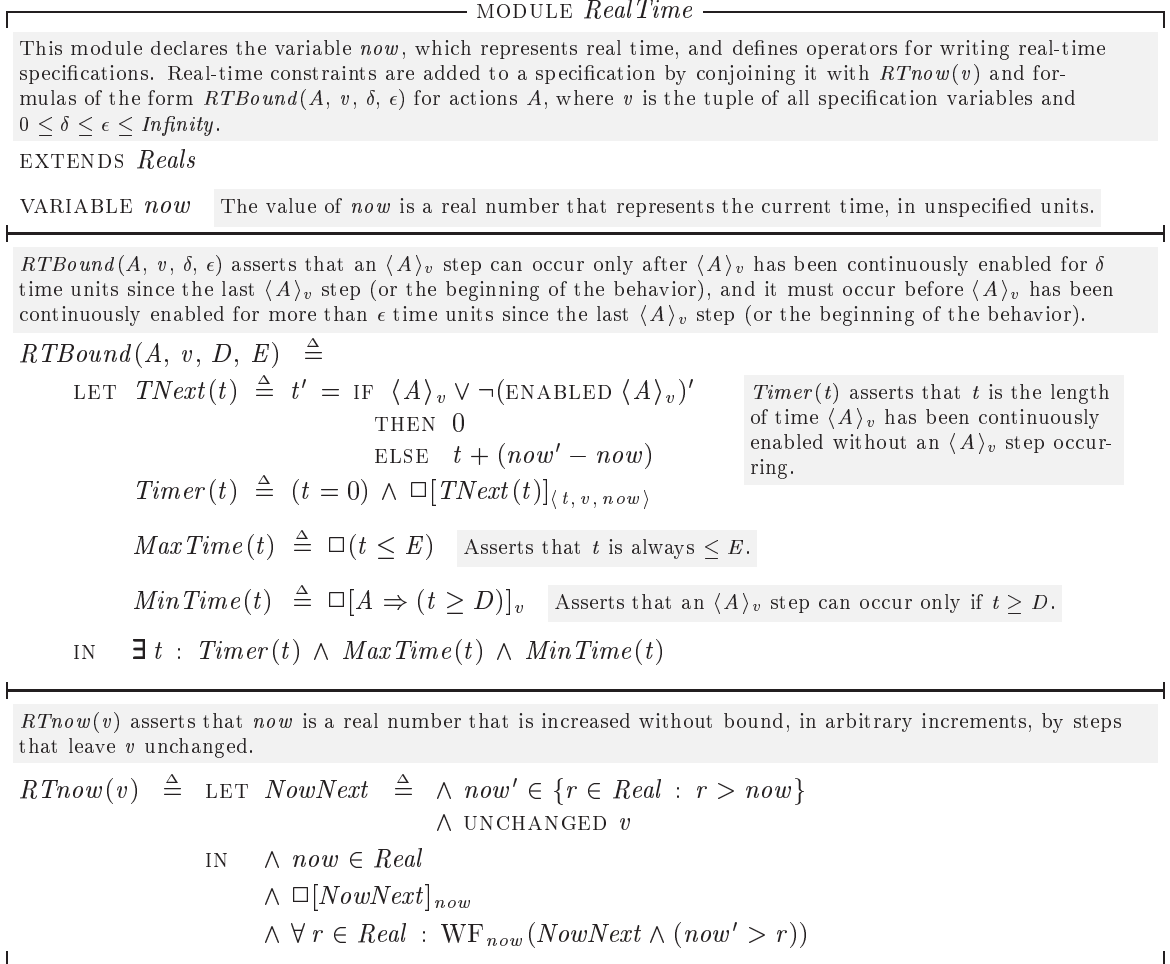 MODULE RealTime
This module declares the variable now, which represents real time, and defines operators for writing real-time
specifications. Real-time constraints are added to a specification by conjoining it with RTnow(v) and for-
mulas of the form RTBound(A, v, δ, ϵ) for actions A, where v is the tuple of all specification variables and
0 ≤ δ ≤ ϵ ≤ Infinity.
EXTENDS Reals
VARIABLE now The value of now is a real number that represents the current time, in unspecified units.
RTBound(A, v, δ, ϵ) asserts that an ⟨A⟩_v step can occur only after ⟨A⟩_v has been continuously enabled for δ
time units since the last ⟨A⟩_v step (or the beginning of the behavior), and it must occur before ⟨A⟩_v has been
continuously enabled for more than ϵ time units since the last ⟨A⟩_v step (or the beginning of the behavior).
RTBound(A, v, D, E) ≜
LET TNext(t) ≜ t′ = IF ⟨A⟩_v ∨ ¬(ENABLED ⟨A⟩_v)′
THEN 0
ELSE t + (now′ − now)
Timer(t) asserts that t is the length
of time ⟨A⟩_v has been continuously
enabled without an ⟨A⟩_v step occur-
ring.
Timer(t) ≜ (t = 0) ∧ □[TNext(t)]_⟨t, v, now⟩
MaxTime(t) ≜ □(t ≤ E) Asserts that t is always ≤ E.
MinTime(t) ≜ □[A ⇒ (t ≥ D)]_v Asserts that an ⟨A⟩_v step can occur only if t ≥ D.
IN ∃ t : Timer(t) ∧ MaxTime(t) ∧ MinTime(t)
RTnow(v) asserts that now is a real number that is increased without bound, in arbitrary increments, by steps
that leave v unchanged.
RTnow(v) ≜ LET NowNext ≜ ∧ now′ ∈ {r ∈ Real : r > now}
∧ UNCHANGED v
IN ∧ now ∈ Real
∧ □[NowNext]_now
∧ ∀ r ∈ Real : WF_now(NowNext ∧ (now′ > r))